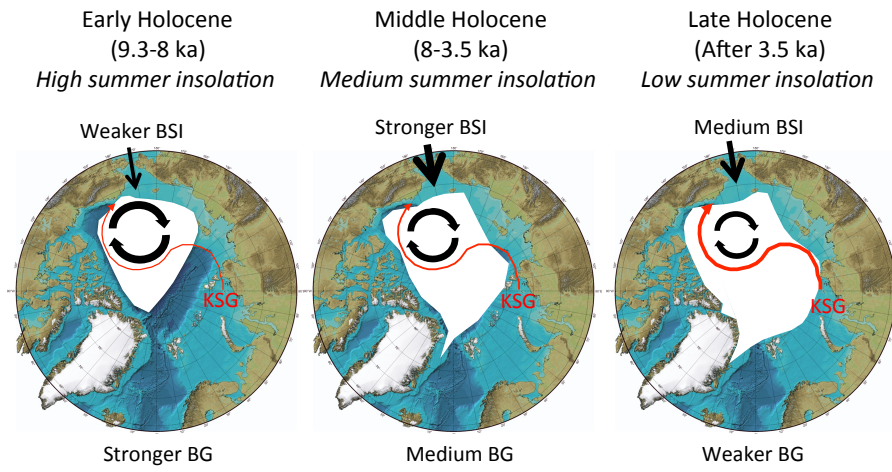 Early Holocene
(9.3-8 ka)
High summer insolation
Weaker BSI
KSG
Stronger BG
Middle Holocene
(8-3.5 ka)
Medium summer insolation
Stronger BSI
KSG
Medium BG
Late Holocene
(After 3.5 ka)
Low summer insolation
Medium BSI
KSG
Weaker BG